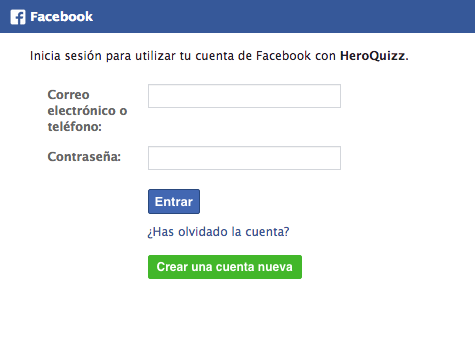 Facebook
Inicia sesión para utilizar tu cuenta de Facebook con HeroQuizz.
Correo
electrónico o
teléfono:
Contraseña:
Entrar
¿Has olvidado la cuenta?
Crear una cuenta nueva